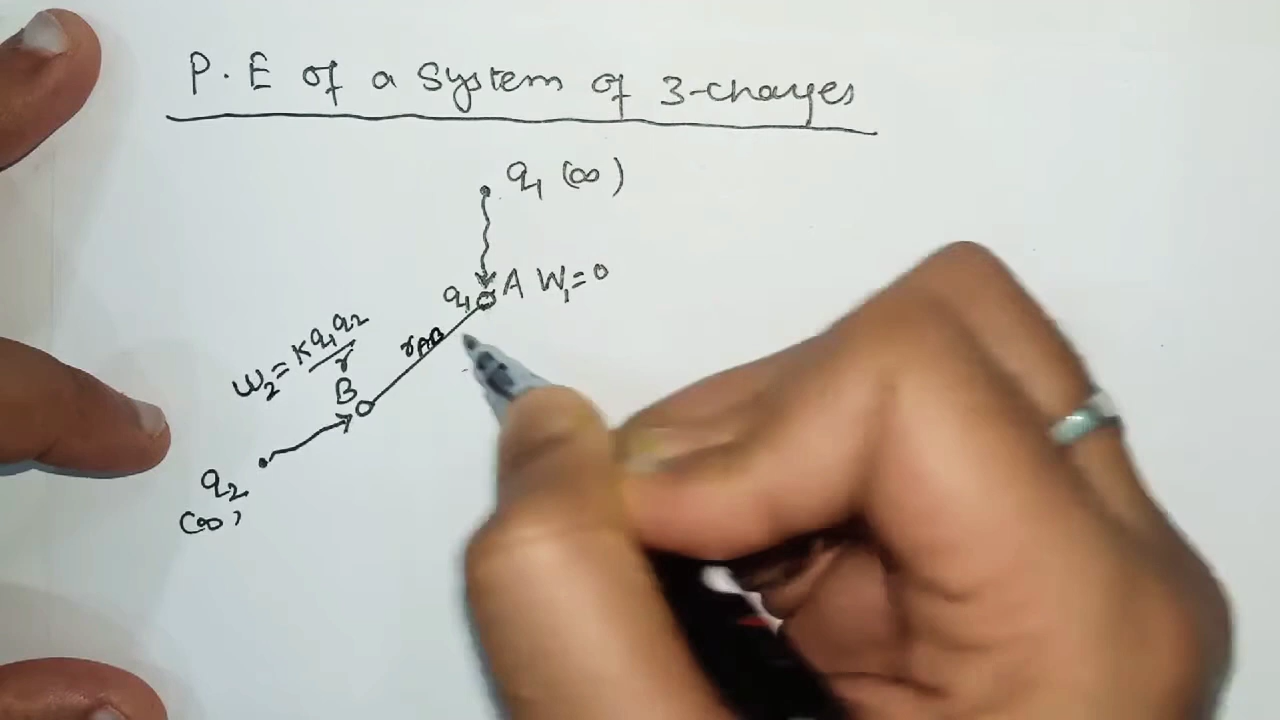 P.E of a System of 3-charges
q1 (∞)
q1 A W1=0
rAB
W2=Kq1q2/r
B
q2
(∞)